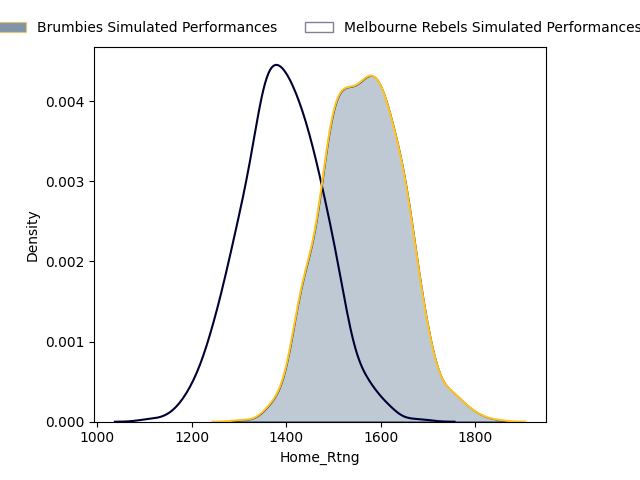 Brumbies Simulated Performances
Melbourne Rebels Simulated Performances
0.004
0.003
0.002
0.001
0.000
Density
1000 1200 1400 1600 1800
Home_Rtng